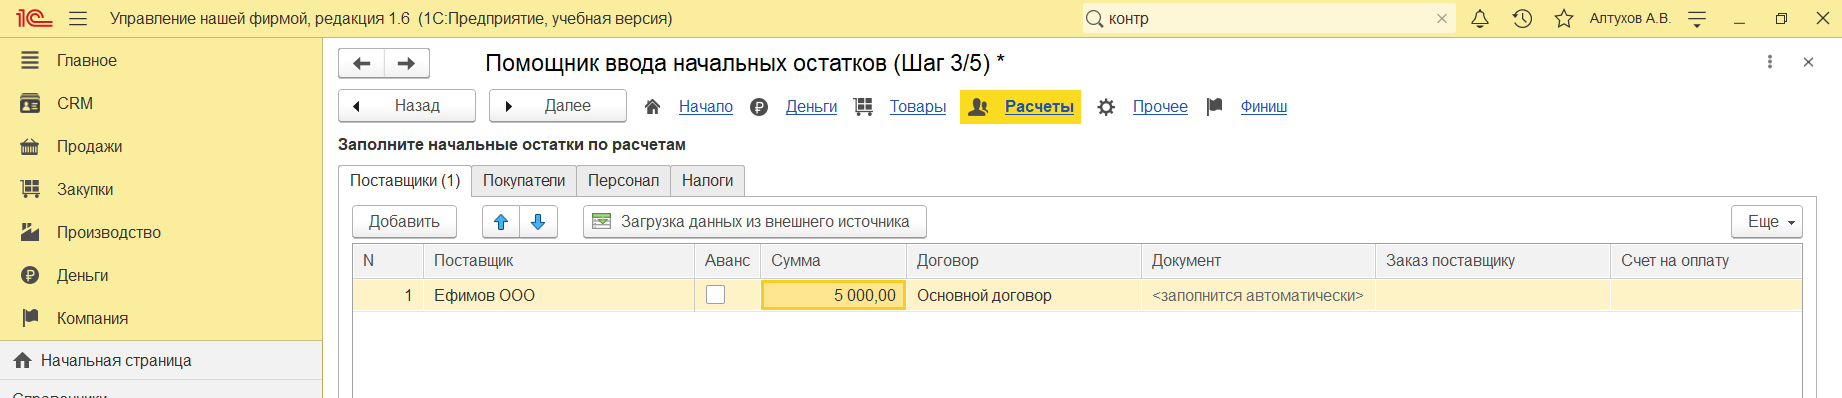 1С Управление нашей фирмой, редакция 1.6 (1С:Предприятие, учебная версия) контр Алтухов А.В.
Главное
CRM
Продажи
Закупки
Производство
Деньги
Компания
Начальная страница
Помощник ввода начальных остатков (Шаг 3/5) *
Назад Далее Начало Деньги Товары Расчеты Прочее Финиш
Заполните начальные остатки по расчетам
Поставщики (1) Покупатели Персонал Налоги
Добавить Загрузка данных из внешнего источника Еще
N Поставщик Аванс Сумма Договор Документ Заказ поставщику Счет на оплату
1 Ефимов ООО 5 000,00 Основной договор <заполнится автоматически>